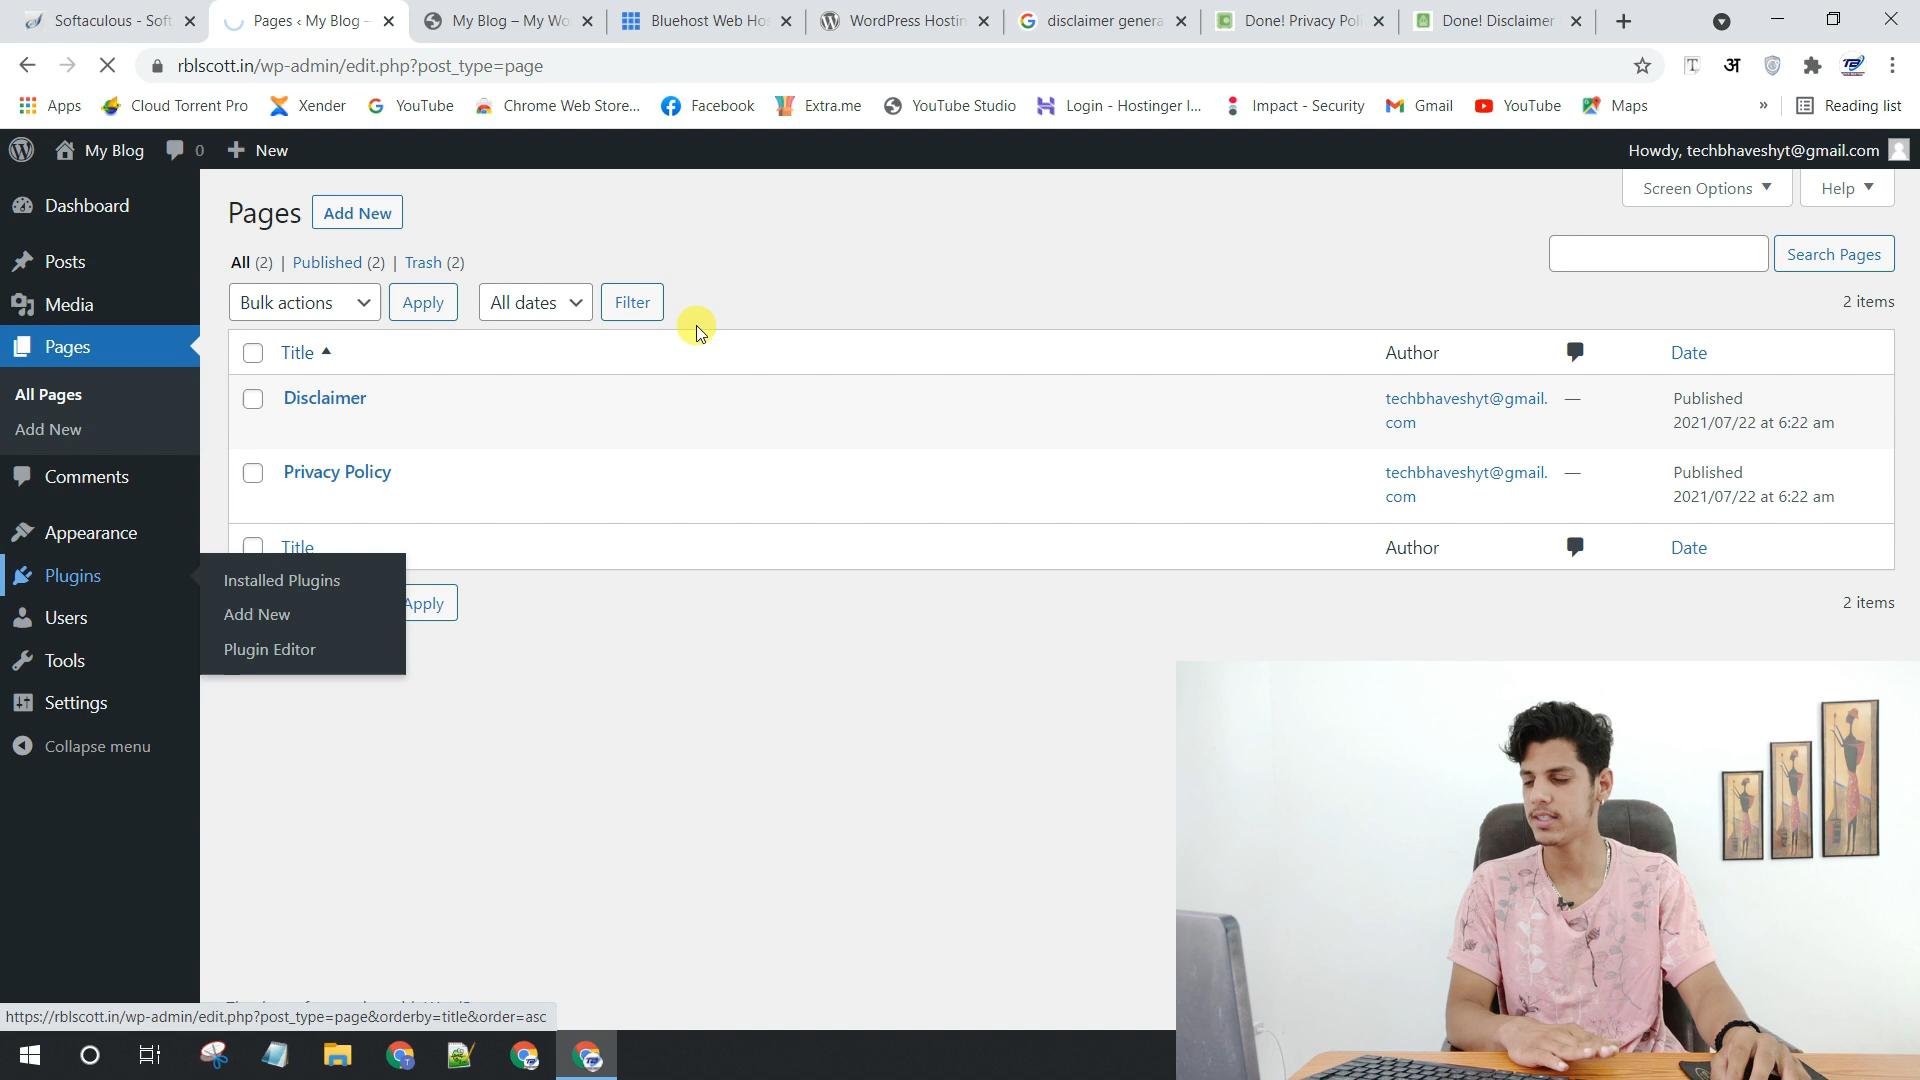 Softaculous - Soft
Pages ‹ My Blog –
My Blog – My Wo
Bluehost Web Ho
WordPress Hostin
disclaimer genera
Done! Privacy Pol
Done! Disclaimer
rblscott.in/wp-admin/edit.php?post_type=page
Apps
Cloud Torrent Pro
Xender
YouTube
Chrome Web Store...
Facebook
Extra.me
YouTube Studio
Login - Hostinger I...
Impact - Security
Gmail
YouTube
Maps
»
Reading list
My Blog
0
New
Howdy, techbhaveshyt@gmail.com
Dashboard
Posts
Media
Pages
All Pages
Add New
Comments
Appearance
Plugins
Users
Tools
Settings
Collapse menu
Installed Plugins
Add New
Plugin Editor
Screen Options
Help
Pages
Add New
All (2) | Published (2) | Trash (2)
Search Pages
Bulk actions
Apply
All dates
Filter
2 items
Title
Author
Date
Disclaimer
techbhaveshyt@gmail.
com
—
Published
2021/07/22 at 6:22 am
Privacy Policy
techbhaveshyt@gmail.
com
—
Published
2021/07/22 at 6:22 am
Title
Author
Date
Apply
2 items
https://rblscott.in/wp-admin/edit.php?post_type=page&orderby=title&order=asc